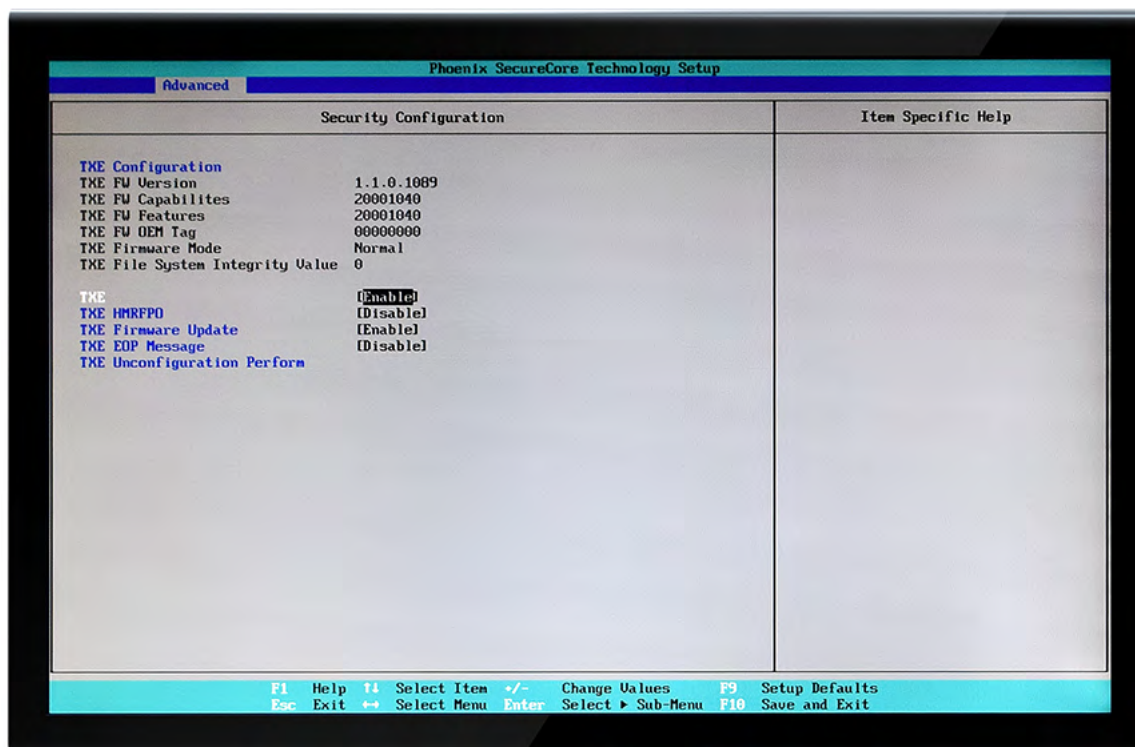 Phoenix SecureCore Technology Setup
Advanced
Security Configuration
Item Specific Help
TXE Configuration
TXE FW Version 1.1.0.1089
TXE FW Capabilites 20001040
TXE FW Features 20001040
TXE FW OEM Tag 00000000
TXE Firmware Mode Normal
TXE File System Integrity Value 0
TXE [Enable]
TXE HMRFPO [Disable]
TXE Firmware Update [Enable]
TXE EOP Message [Disable]
TXE Unconfiguration Perform
F1 Help ↑↓ Select Item +/- Change Values F9 Setup Defaults
Esc Exit ↔ Select Menu Enter Select ▶ Sub-Menu F10 Save and Exit